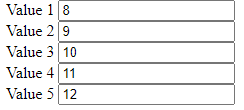 Value 1 8
Value 2 9
Value 3 10
Value 4 11
Value 5 12